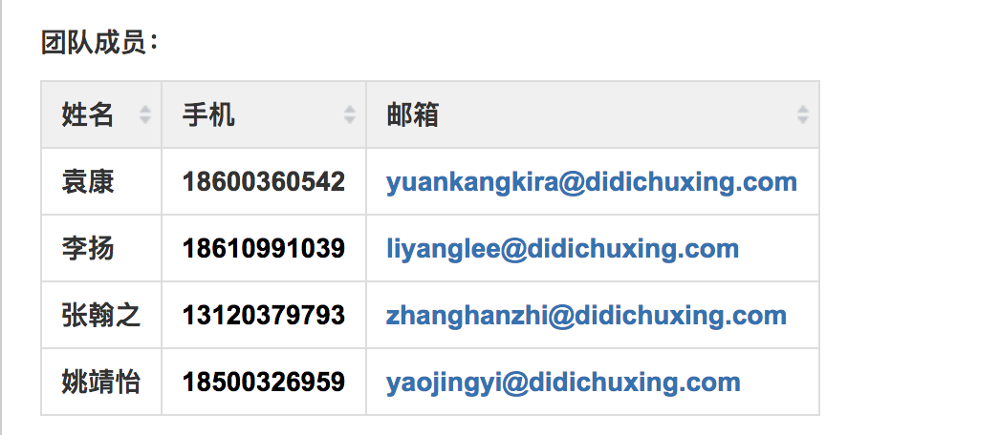 团队成员：
姓名 手机 邮箱
袁康 18600360542 yuankangkira@didichuxing.com
李扬 18610991039 liyanglee@didichuxing.com
张翰之 13120379793 zhanghanzhi@didichuxing.com
姚靖怡 18500326959 yaojingyi@didichuxing.com